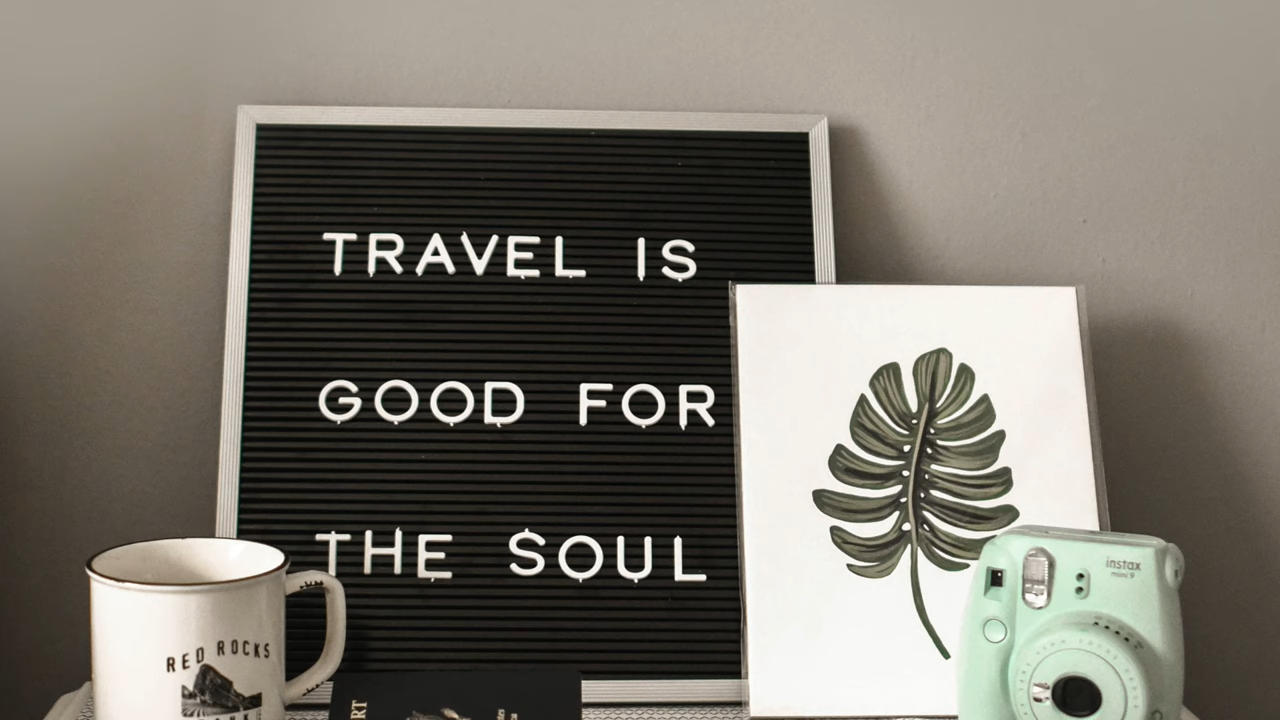 TRAVEL IS
GOOD FOR
THE SOUL
RED ROCKS
instax
mini 9